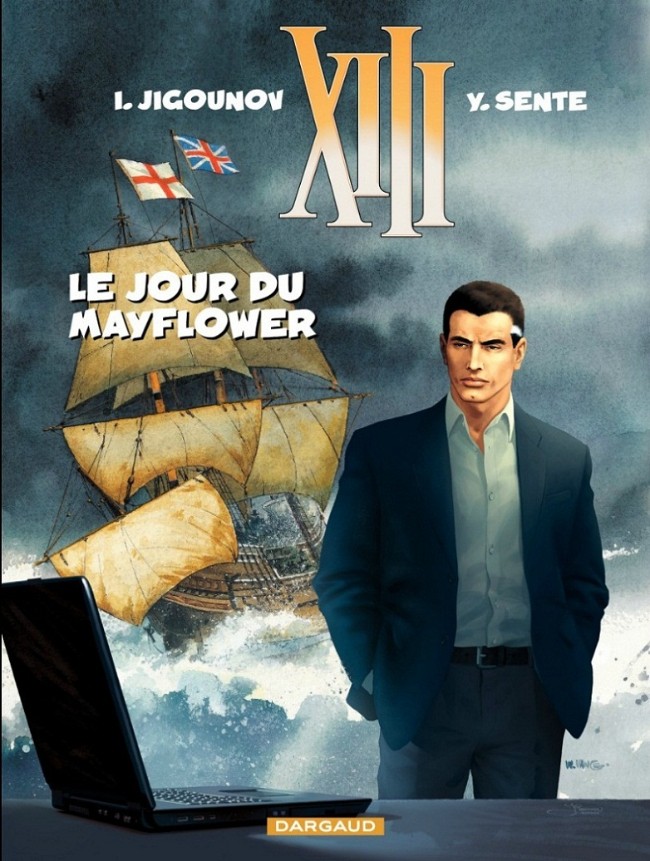 XIII
I. JIGOUNOV
Y. SENTE
LE JOUR DU
MAYFLOWER
DARGAUD